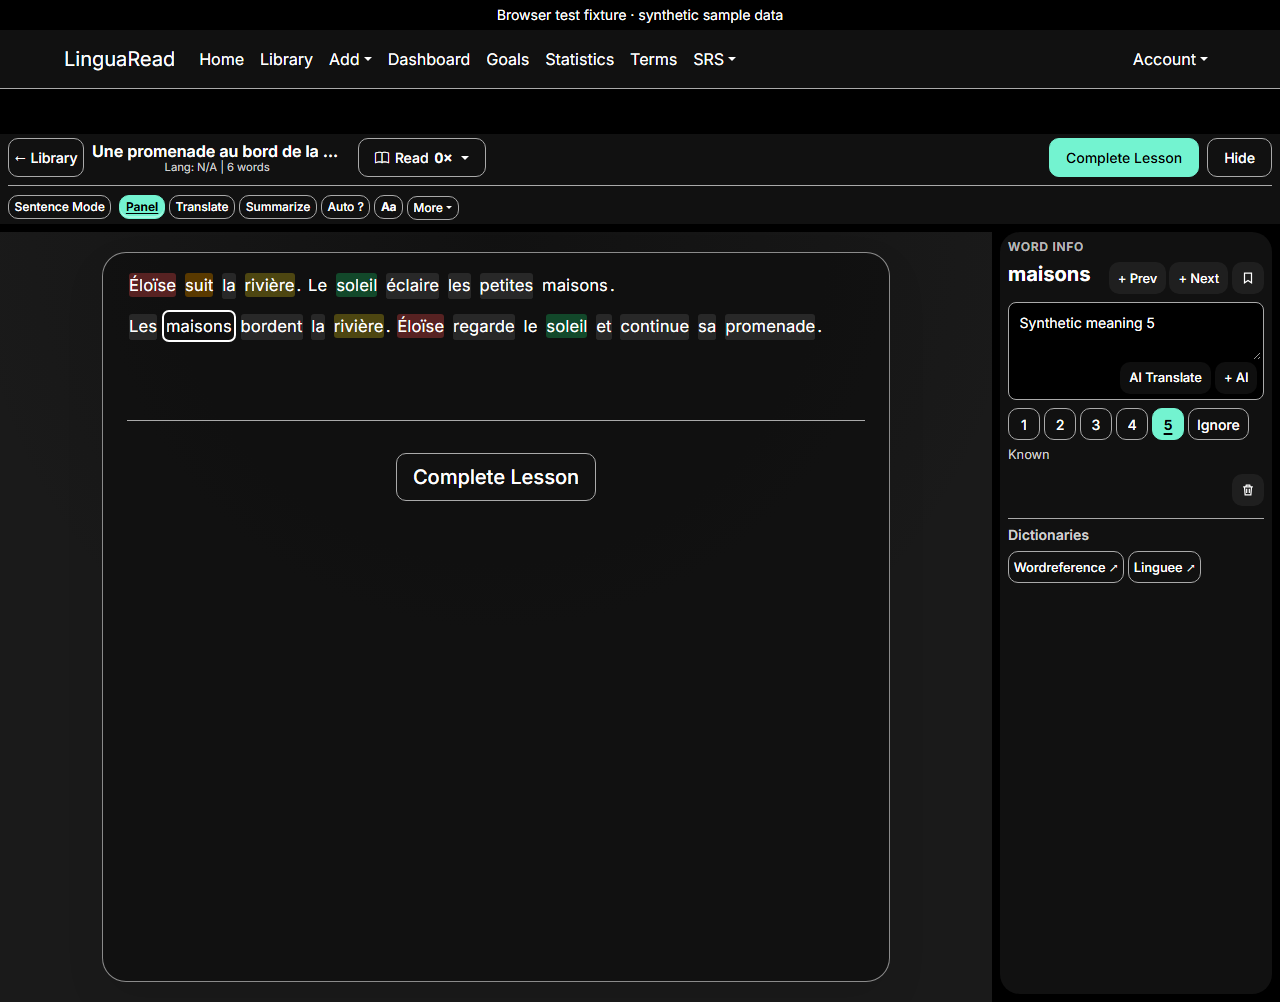 Browser test fixture · synthetic sample data
LinguaRead Home Library Add Dashboard Goals Statistics Terms SRS Account
← Library
Une promenade au bord de la ...
Lang: N/A | 6 words
Read 0×
Complete Lesson
Hide
Sentence Mode Panel Translate Summarize Auto ? Aa More
Éloïse suit la rivière. Le soleil éclaire les petites maisons.
Les maisons bordent la rivière. Éloïse regarde le soleil et continue sa promenade.
Complete Lesson
WORD INFO
maisons + Prev + Next
Synthetic meaning 5
AI Translate + AI
1 2 3 4 5 Ignore
Known
Dictionaries
Wordreference ↗ Linguee ↗